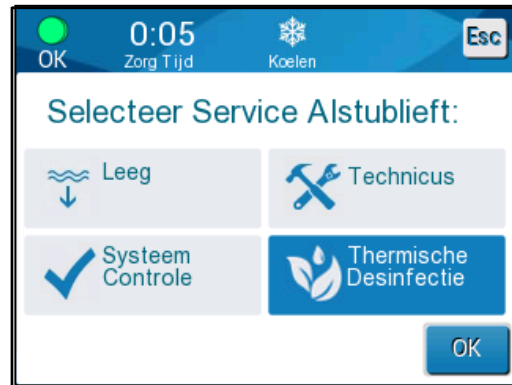 OK
0:05
Zorg Tijd
Koelen
Esc
Selecteer Service Alstublieft:
Leeg
Technicus
Systeem
Controle
Thermische
Desinfectie
OK